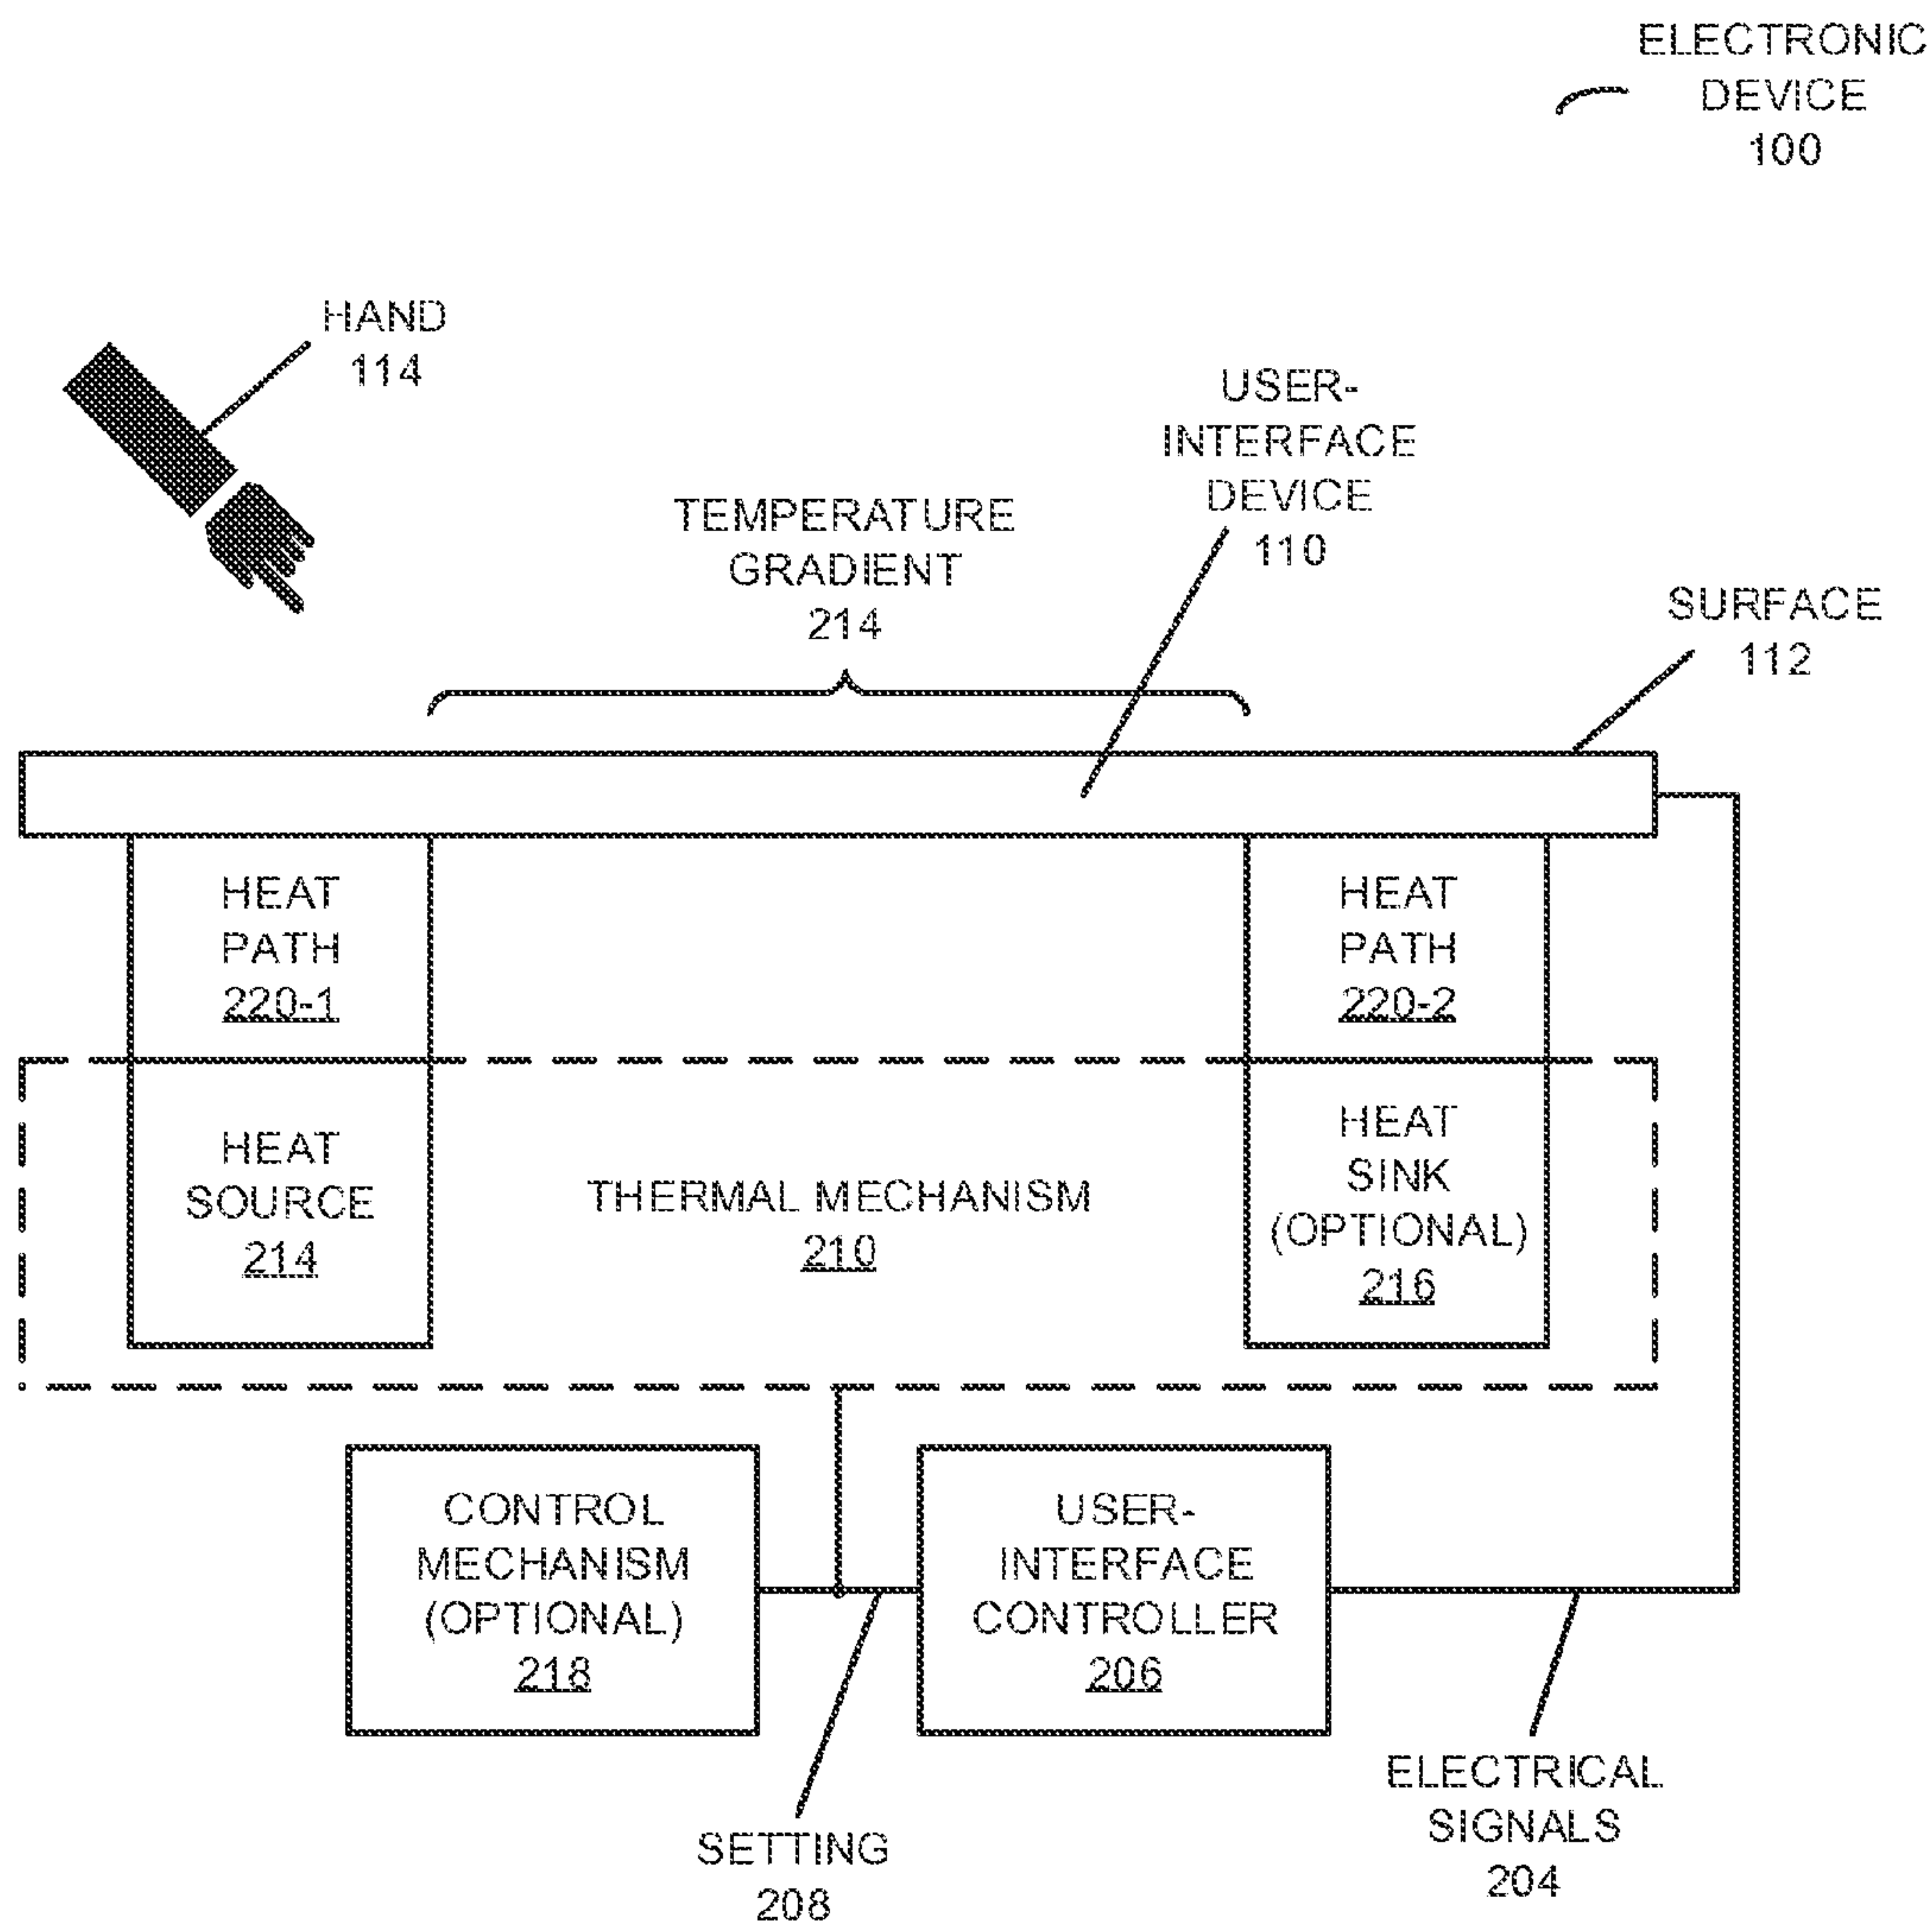 ELECTRONIC
DEVICE
100
HAND
114
USER-
INTERFACE
DEVICE
110
TEMPERATURE
GRADIENT
214
SURFACE
112
HEAT
PATH
220-1
HEAT
PATH
220-2
HEAT
SOURCE
214
THERMAL MECHANISM
210
HEAT
SINK
(OPTIONAL)
216
CONTROL
MECHANISM
(OPTIONAL)
218
USER-
INTERFACE
CONTROLLER
206
SETTING
208
ELECTRICAL
SIGNALS
204